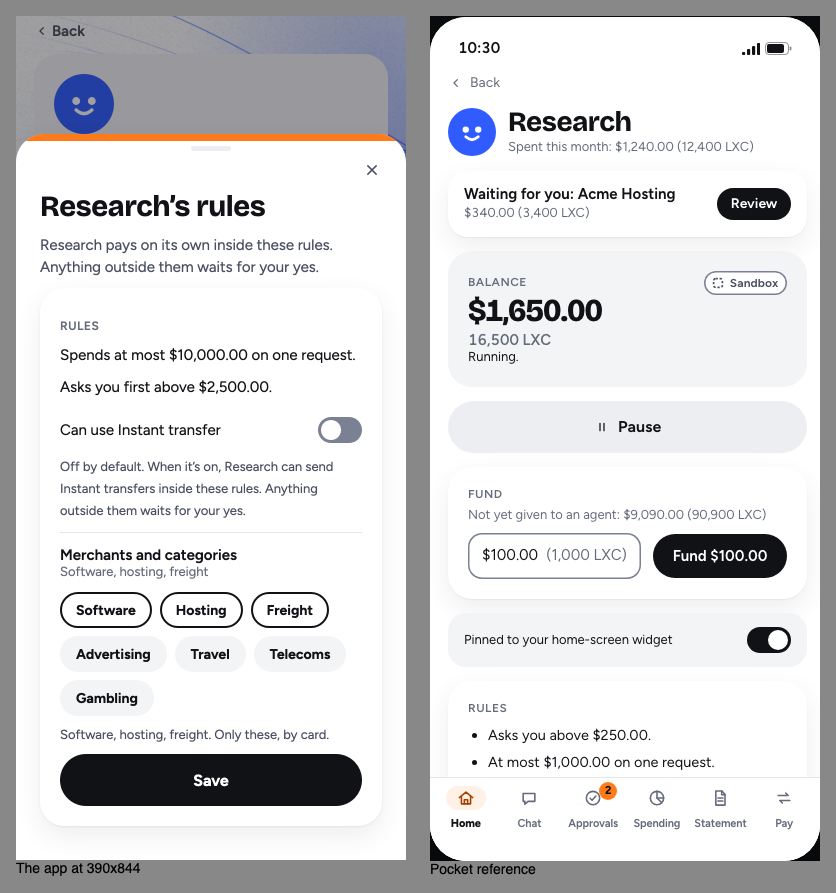 Back
Research's rules
Research pays on its own inside these rules.
Anything outside them waits for your yes.
RULES
Spends at most $10,000.00 on one request.
Asks you first above $2,500.00.
Can use Instant transfer
Off by default. When it's on, Research can send
Instant transfers inside these rules. Anything
outside them waits for your yes.
Merchants and categories
Software, hosting, freight
Software Hosting Freight
Advertising Travel Telecoms
Gambling
Software, hosting, freight. Only these, by card.
Save
The app at 390x844
10:30
Back
Research
Spent this month: $1,240.00 (12,400 LXC)
Waiting for you: Acme Hosting
$340.00 (3,400 LXC)
Review
BALANCE
Sandbox
$1,650.00
16,500 LXC
Running.
Pause
FUND
Not yet given to an agent: $9,090.00 (90,900 LXC)
$100.00 (1,000 LXC) Fund $100.00
Pinned to your home-screen widget
RULES
• Asks you above $250.00.
• At most $1,000.00 on one request.
2
Home Chat Approvals Spending Statement Pay
Pocket reference